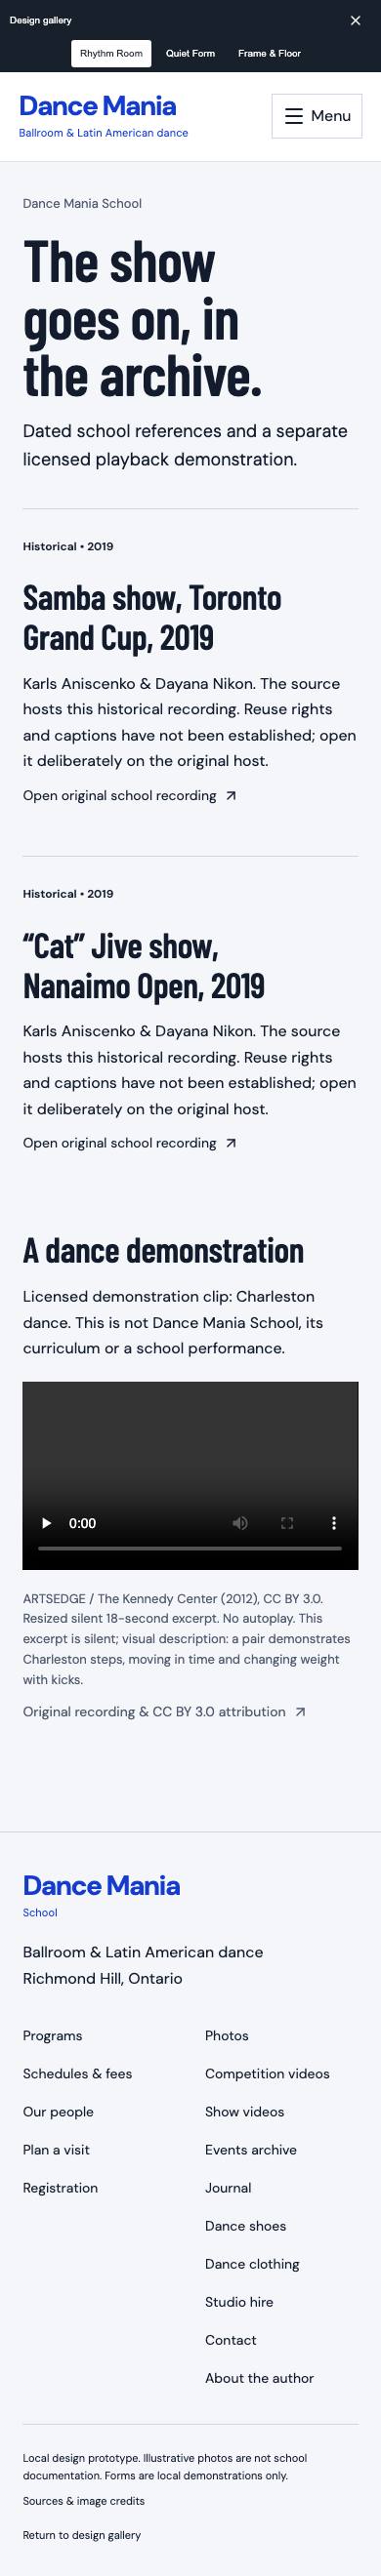 Design gallery
Rhythm Room Quiet Form Frame & Floor
Dance Mania
Ballroom & Latin American dance
Menu
Dance Mania School
The show
goes on, in
the archive.
Dated school references and a separate
licensed playback demonstration.
Historical • 2019
Samba show, Toronto
Grand Cup, 2019
Karls Aniscenko & Dayana Nikon. The source
hosts this historical recording. Reuse rights
and captions have not been established; open
it deliberately on the original host.
Open original school recording
Historical • 2019
“Cat” Jive show,
Nanaimo Open, 2019
Karls Aniscenko & Dayana Nikon. The source
hosts this historical recording. Reuse rights
and captions have not been established; open
it deliberately on the original host.
Open original school recording
A dance demonstration
Licensed demonstration clip: Charleston
dance. This is not Dance Mania School, its
curriculum or a school performance.
0:00
ARTSEDGE / The Kennedy Center (2012), CC BY 3.0.
Resized silent 18-second excerpt. No autoplay. This
excerpt is silent; visual description: a pair demonstrates
Charleston steps, moving in time and changing weight
with kicks.
Original recording & CC BY 3.0 attribution
Dance Mania
School
Ballroom & Latin American dance
Richmond Hill, Ontario
Programs
Schedules & fees
Our people
Plan a visit
Registration
Photos
Competition videos
Show videos
Events archive
Journal
Dance shoes
Dance clothing
Studio hire
Contact
About the author
Local design prototype. Illustrative photos are not school
documentation. Forms are local demonstrations only.
Sources & image credits
Return to design gallery